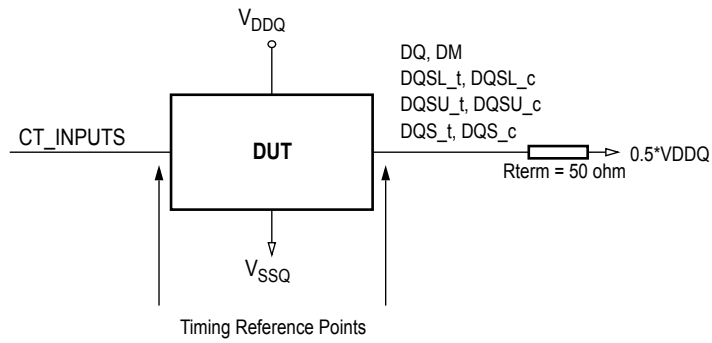 VDDQ
DQ, DM
DQSL_t, DQSL_c
DQSU_t, DQSU_c
DQS_t, DQS_c
CT_INPUTS
DUT
0.5*VDDQ
Rterm = 50 ohm
VSSQ
Timing Reference Points